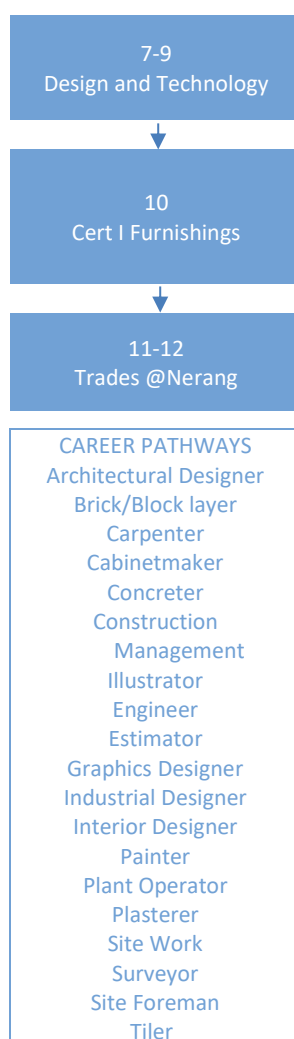 7-9
Design and Technology
10
Cert I Furnishings
11-12
Trades @Nerang
CAREER PATHWAYS
Architectural Designer
Brick/Block layer
Carpenter
Cabinetmaker
Concreter
Construction
Management
Illustrator
Engineer
Estimator
Graphics Designer
Industrial Designer
Interior Designer
Painter
Plant Operator
Plasterer
Site Work
Surveyor
Site Foreman
Tiler